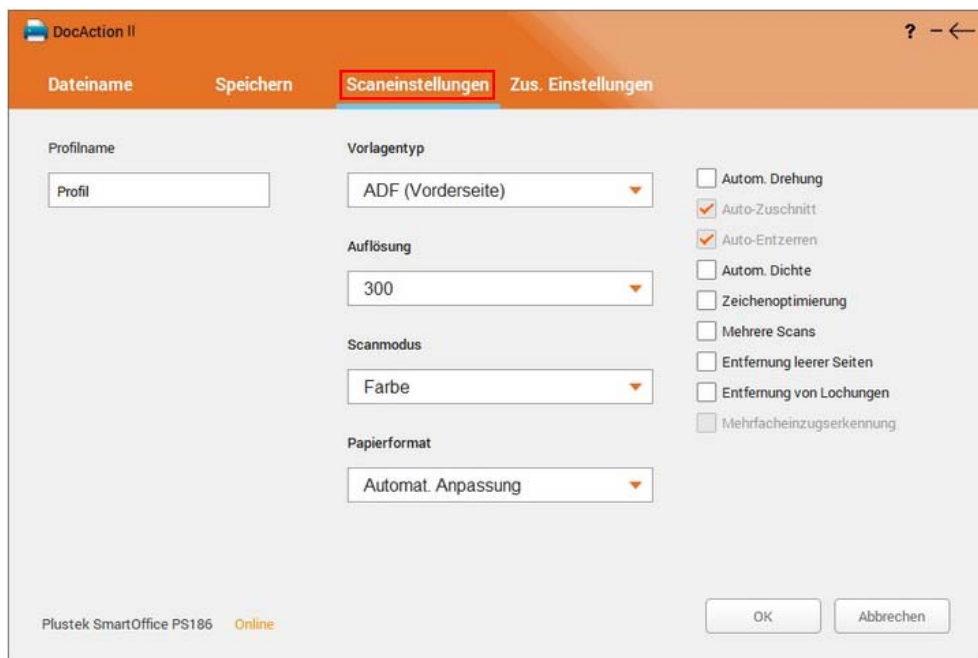 DocAction II
? – ←
Dateiname Speichern Scaneinstellungen Zus. Einstellungen
Profilname
Profil
Vorlagentyp
ADF (Vorderseite)
Auflösung
300
Scanmodus
Farbe
Papierformat
Automat. Anpassung
Autom. Drehung
Auto-Zuschnitt
Auto-Entzerren
Autom. Dichte
Zeichenoptimierung
Mehrere Scans
Entfernung leerer Seiten
Entfernung von Lochungen
Mehrfacheinzugserkennung
Plustek SmartOffice PS186 Online
OK Abbrechen